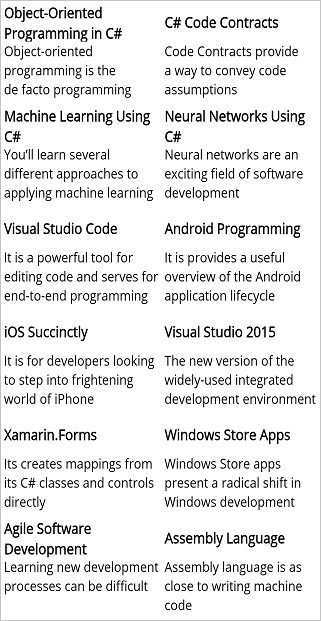 Object-Oriented
Programming in C#
Object-oriented
programming is the
de facto programming
C# Code Contracts
Code Contracts provide
a way to convey code
assumptions
Machine Learning Using
C#
You’ll learn several
different approaches to
applying machine learning
Neural Networks Using
C#
Neural networks are an
exciting field of software
development
Visual Studio Code
It is a powerful tool for
editing code and serves for
end-to-end programming
Android Programming
It is provides a useful
overview of the Android
application lifecycle
iOS Succinctly
It is for developers looking
to step into frightening
world of iPhone
Visual Studio 2015
The new version of the
widely-used integrated
development environment
Xamarin.Forms
Its creates mappings from
its C# classes and controls
directly
Windows Store Apps
Windows Store apps
present a radical shift in
Windows development
Agile Software
Development
Learning new development
processes can be difficult
Assembly Language
Assembly language is as
close to writing machine
code